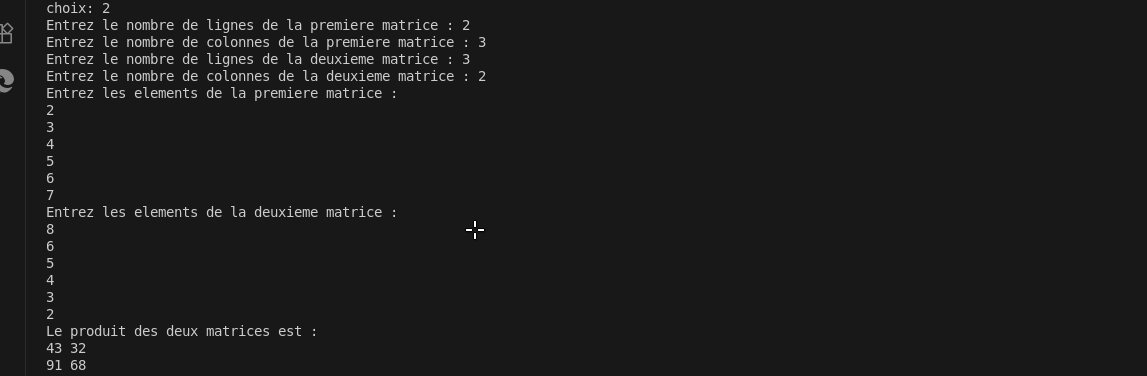 choix: 2
Entrez le nombre de lignes de la premiere matrice : 2
Entrez le nombre de colonnes de la premiere matrice : 3
Entrez le nombre de lignes de la deuxieme matrice : 3
Entrez le nombre de colonnes de la deuxieme matrice : 2
Entrez les elements de la premiere matrice :
2
3
4
5
6
7
Entrez les elements de la deuxieme matrice :
8
6
5
4
3
2
Le produit des deux matrices est :
43 32
91 68